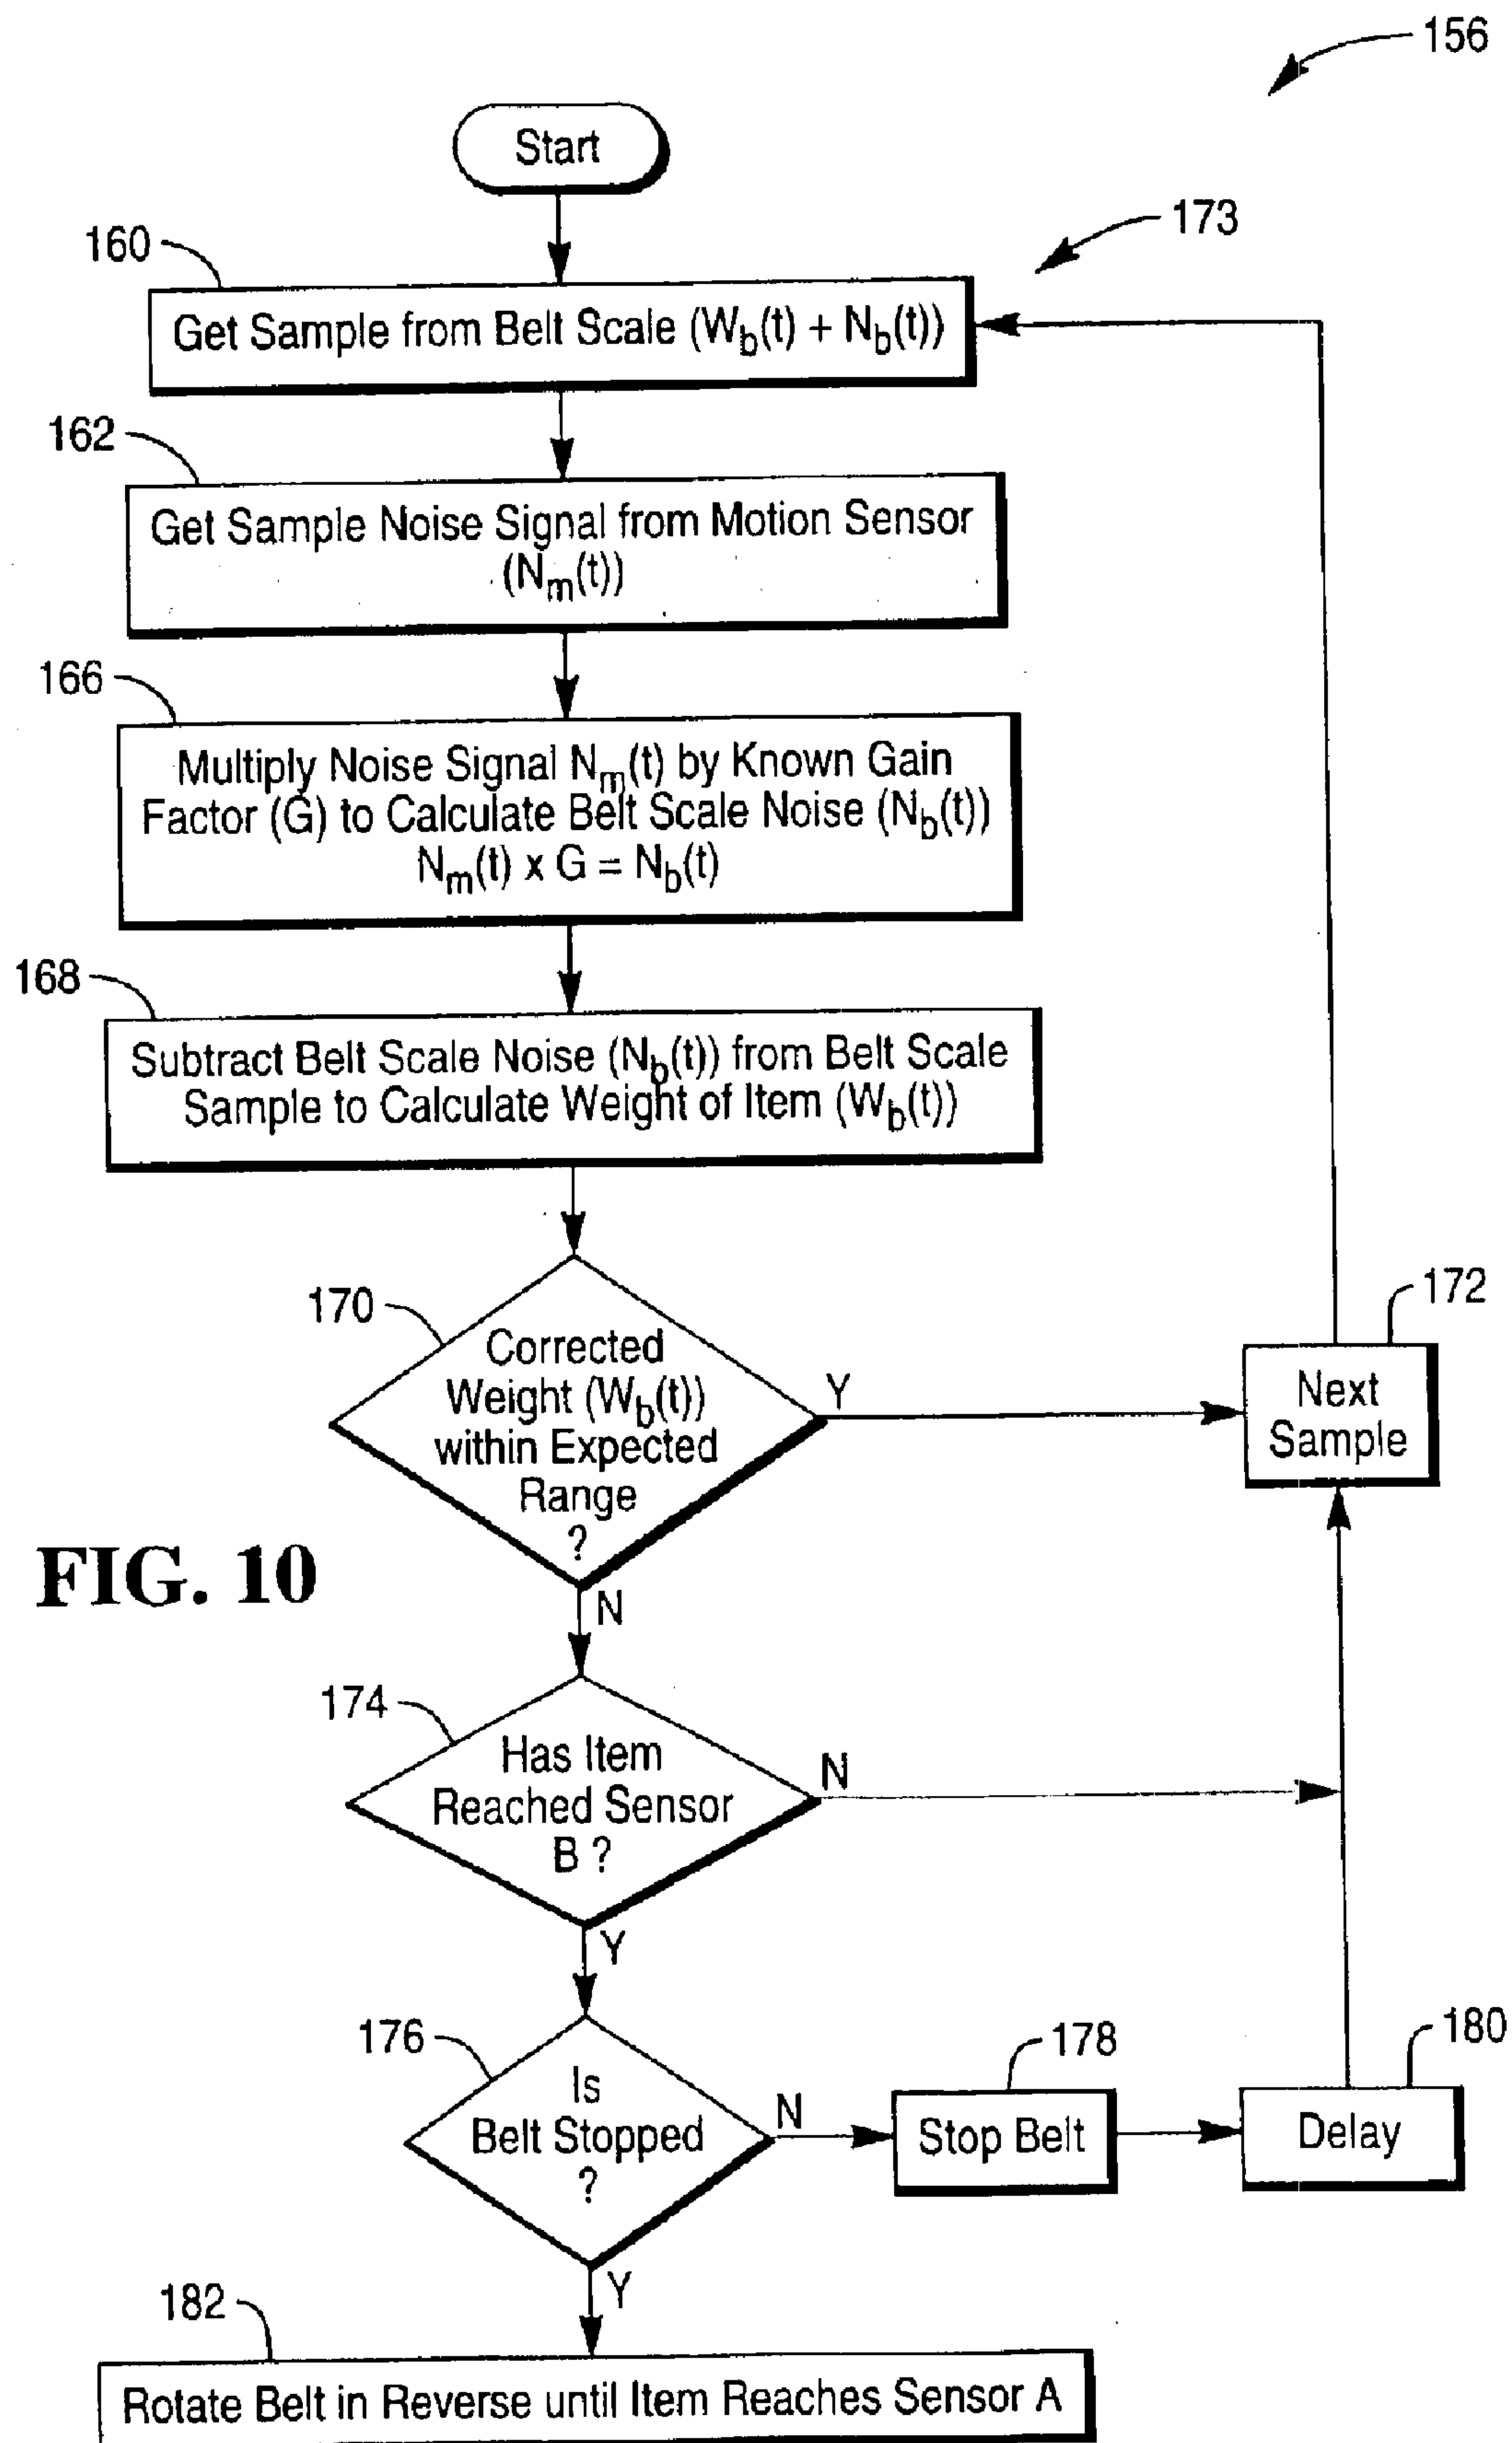 156
Start
173
160
Get Sample from Belt Scale (Wb(t) + Nb(t))
162
Get Sample Noise Signal from Motion Sensor
(Nm(t))
166
Multiply Noise Signal Nm(t) by Known Gain
Factor (G) to Calculate Belt Scale Noise (Nb(t))
Nm(t) x G = Nb(t)
168
Subtract Belt Scale Noise (Nb(t)) from Belt Scale
Sample to Calculate Weight of Item (Wb(t))
170
Corrected
Weight (Wb(t))
within Expected
Range
?
Y
172
Next
Sample
N
FIG. 10
174
Has Item
Reached Sensor
B ?
N
Y
176
Is
Belt Stopped
?
N
178
Stop Belt
180
Delay
Y
182
Rotate Belt in Reverse until Item Reaches Sensor A